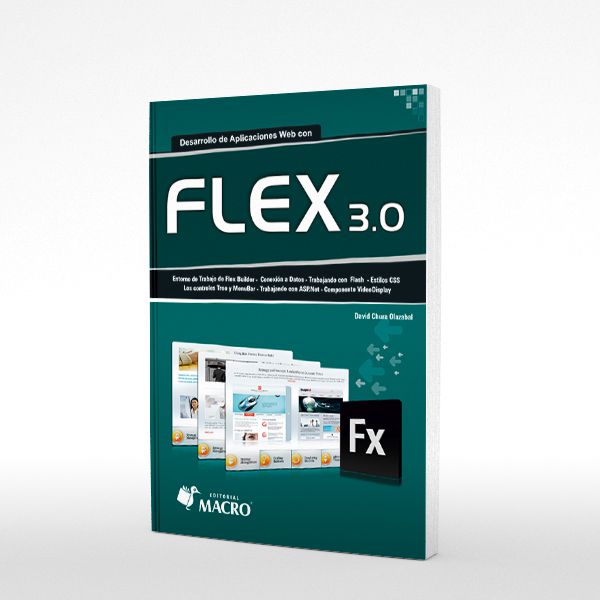 Desarrollo de Aplicaciones Web con
FLEX 3.0
Entorno de Trabajo de Flex Builder - Conexión a Datos - Trabajando con Flash - Estilos CSS
Los controles Tree y MenuBar - Trabajando con ASP.Net - Componente VideoDisplay
David Chura Olazabal
Fx
EDITORIAL
MACRO